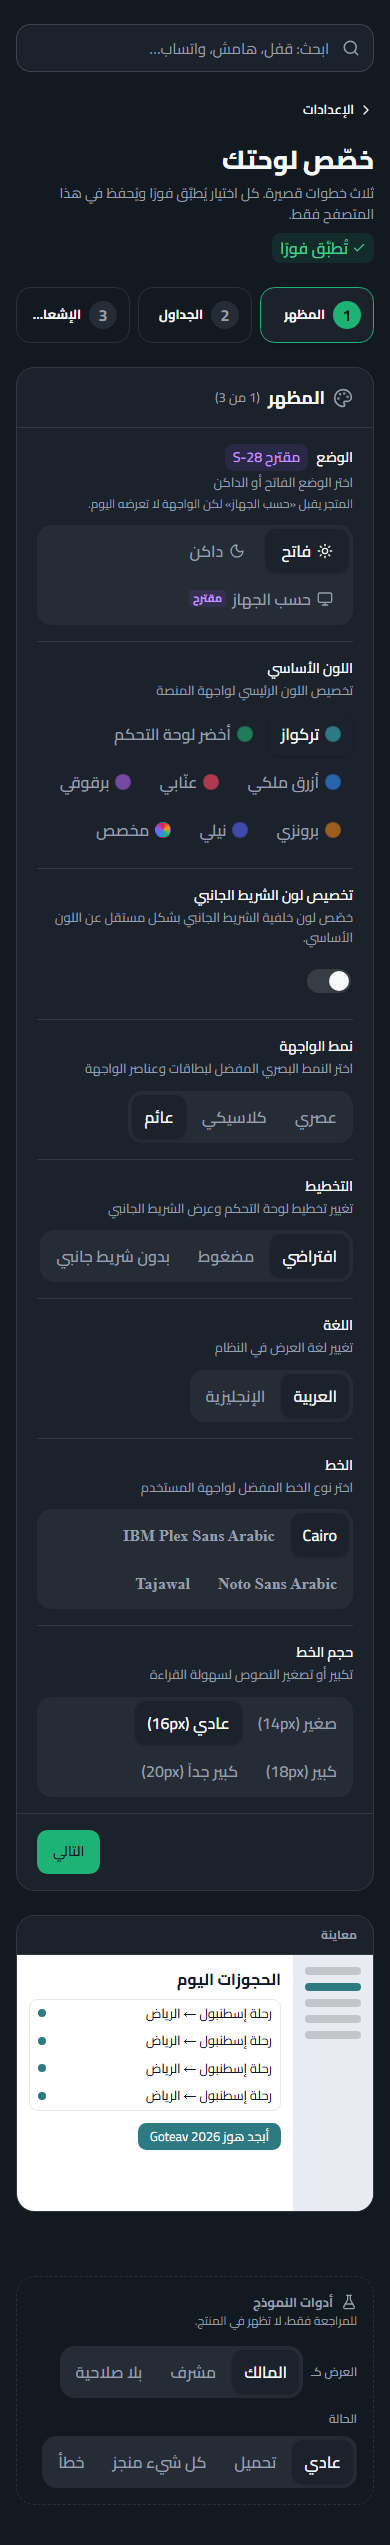 ابحث: قفل، هامش، واتساب...
الإعدادات
خصّص لوحتك
ثلاث خطوات قصيرة. كل اختيار يُطبَّق فورًا ويُحفظ في هذا
المتصفح فقط.
تُطبَّق فورًا
1 المظهر
2 الجداول
3 الإشعا...
المظهر (1 من 3)
الوضع مقترح S-28
اختر الوضع الفاتح أو الداكن
المتجر يقبل «حسب الجهاز» لكن الواجهة لا تعرضه اليوم.
فاتح داكن
حسب الجهاز مقترح
اللون الأساسي
تخصيص اللون الرئيسي لواجهة المنصة
تركواز أخضر لوحة التحكم
أزرق ملكي عنّابي برقوقي
برونزي نيلي مخصص
تخصيص لون الشريط الجانبي
خصّص لون خلفية الشريط الجانبي بشكل مستقل عن اللون
الأساسي.
نمط الواجهة
اختر النمط البصري المفضل لبطاقات وعناصر الواجهة
عصري كلاسيكي عائم
التخطيط
تغيير تخطيط لوحة التحكم وعرض الشريط الجانبي
افتراضي مضغوط بدون شريط جانبي
اللغة
تغيير لغة العرض في النظام
العربية الإنجليزية
الخط
اختر نوع الخط المفضل لواجهة المستخدم
Cairo IBM Plex Sans Arabic
Noto Sans Arabic Tajawal
حجم الخط
تكبير أو تصغير النصوص لسهولة القراءة
صغير (14px) عادي (16px)
كبير (18px) كبير جداً (20px)
التالي
معاينة
الحجوزات اليوم
رحلة إسطنبول ← الرياض
رحلة إسطنبول ← الرياض
رحلة إسطنبول ← الرياض
رحلة إسطنبول ← الرياض
أبجد هوز Goteav 2026
أدوات النموذج
للمراجعة فقط، لا تظهر في المنتج.
العرض كـ المالك مشرف بلا صلاحية
الحالة
عادي تحميل كل شيء منجز خطأ